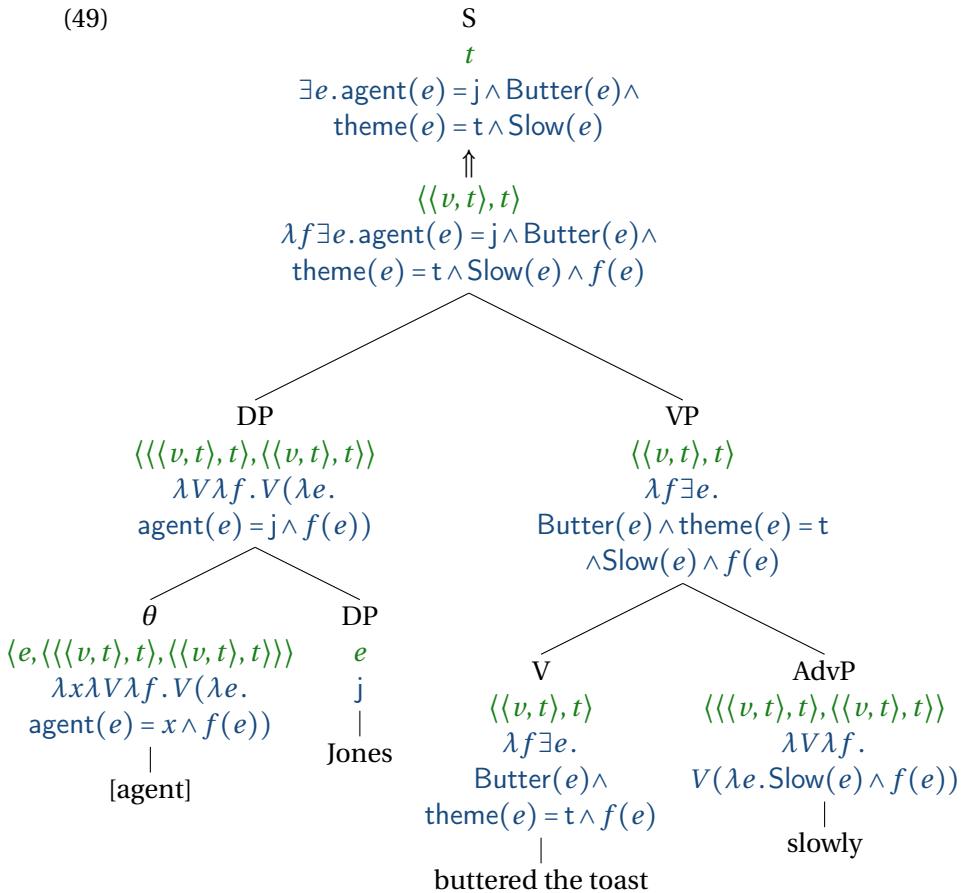 (49)
S
t
∃e.agent(e) = j ∧ Butter(e)∧
theme(e) = t ∧ Slow(e)
⇑
⟨⟨v, t⟩, t⟩
λf∃e.agent(e) = j ∧ Butter(e)∧
theme(e) = t ∧ Slow(e) ∧ f(e)
DP
⟨⟨⟨v, t⟩, t⟩, ⟨⟨v, t⟩, t⟩⟩
λVλf.V(λe.
agent(e) = j ∧ f(e))
VP
⟨⟨v, t⟩, t⟩
λf∃e.
Butter(e) ∧ theme(e) = t
∧Slow(e) ∧ f(e)
θ
⟨e, ⟨⟨⟨v, t⟩, t⟩, ⟨⟨v, t⟩, t⟩⟩⟩
λxλVλf.V(λe.
agent(e) = x ∧ f(e))
[agent]
DP
e
j
Jones
V
⟨⟨v, t⟩, t⟩
λf∃e.
Butter(e)∧
theme(e) = t ∧ f(e)
buttered the toast
AdvP
⟨⟨⟨v, t⟩, t⟩, ⟨⟨v, t⟩, t⟩⟩
λVλf.
V(λe.Slow(e) ∧ f(e))
slowly